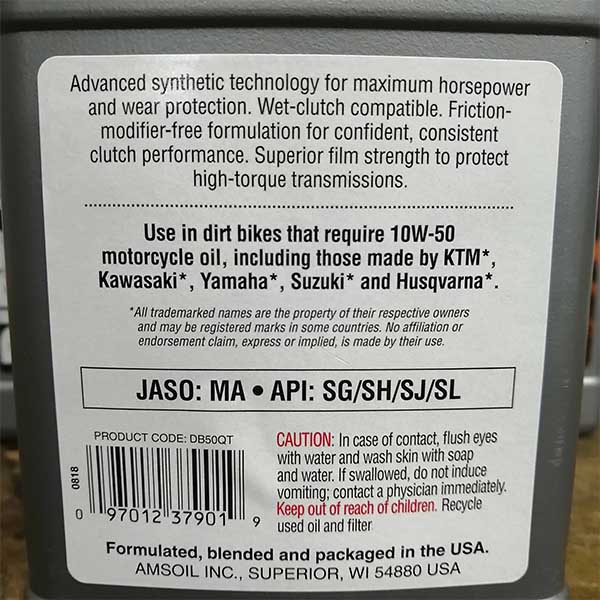 Advanced synthetic technology for maximum horsepower
and wear protection. Wet-clutch compatible. Friction-
modifier-free formulation for confident, consistent
clutch performance. Superior film strength to protect
high-torque transmissions.
Use in dirt bikes that require 10W-50
motorcycle oil, including those made by KTM*,
Kawasaki*, Yamaha*, Suzuki* and Husqvarna*.
*All trademarked names are the property of their respective owners
and may be registered marks in some countries. No affiliation or
endorsement claim, express or implied, is made by their use.
JASO: MA • API: SG/SH/SJ/SL
PRODUCT CODE: DB50QT
0818
0 97012 37901 9
CAUTION: In case of contact, flush eyes
with water and wash skin with soap
and water. If swallowed, do not induce
vomiting; contact a physician immediately.
Keep out of reach of children. Recycle
used oil and filter
Formulated, blended and packaged in the USA.
AMSOIL INC., SUPERIOR, WI 54880 USA